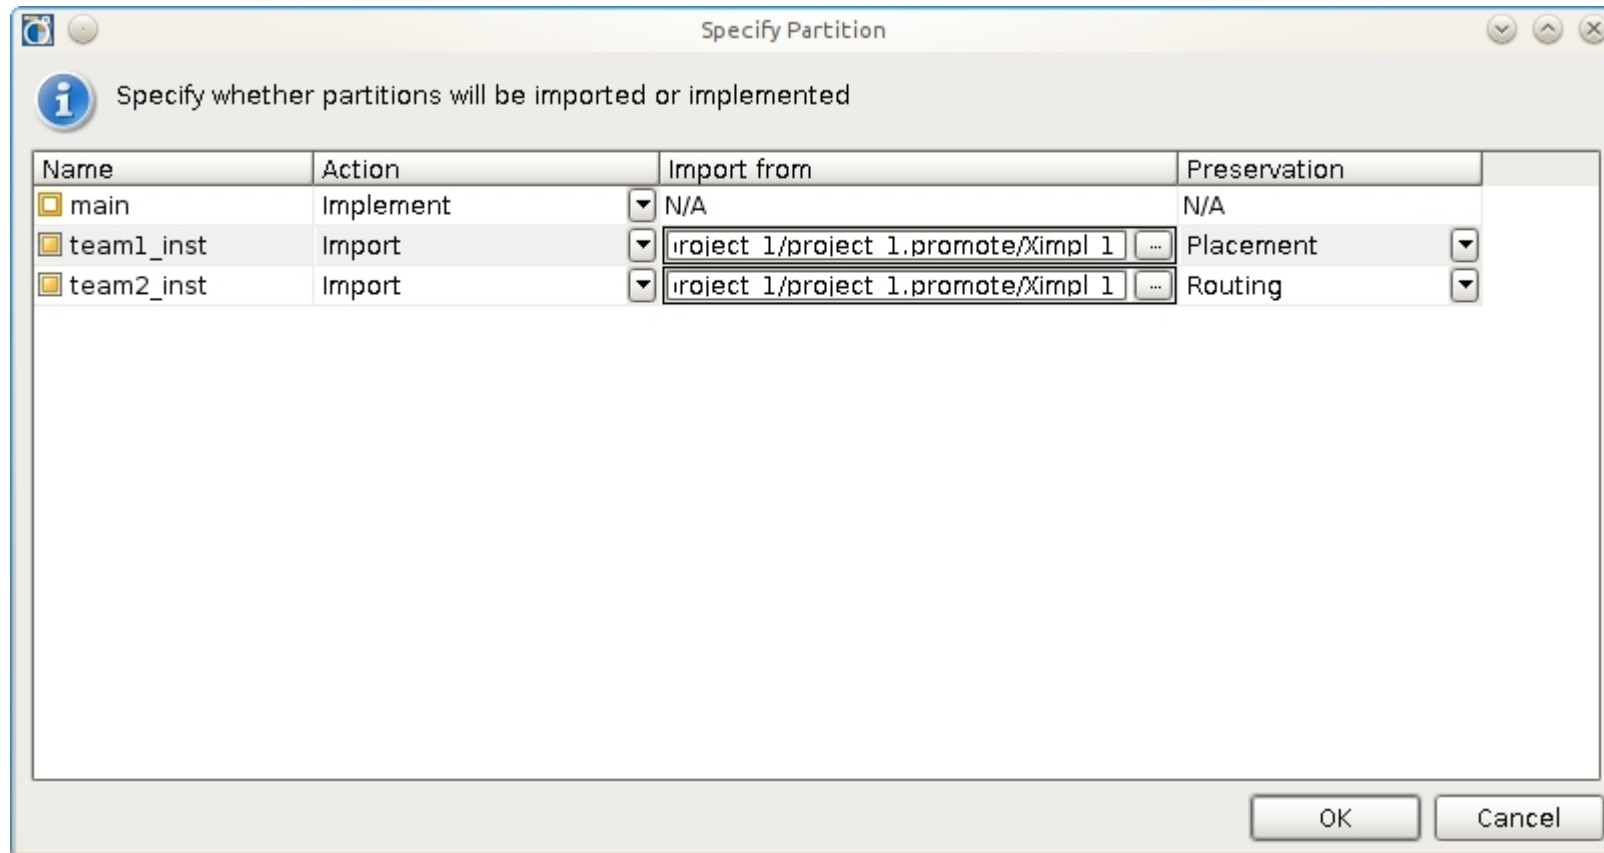 Specify Partition
Specify whether partitions will be imported or implemented
Name Action Import from Preservation
main Implement N/A N/A
team1_inst Import roject_1/project_1.promote/Ximpl_1 ... Placement
team2_inst Import roject_1/project_1.promote/Ximpl_1 ... Routing
OK Cancel